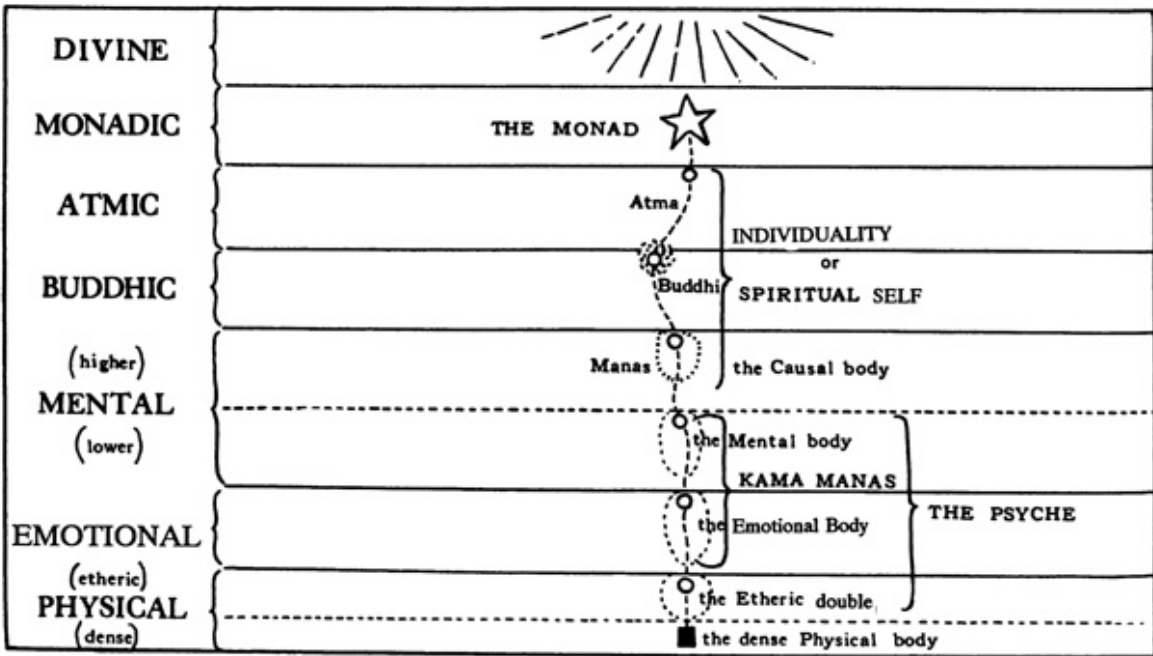 DIVINE
MONADIC
THE MONAD
ATMIC
Atma
INDIVIDUALITY
or
BUDDHIC
Buddhi
SPIRITUAL SELF
(higher)
Manas
the Causal body
MENTAL
(lower)
the Mental body
KAMA MANAS
THE PSYCHE
EMOTIONAL
the Emotional Body
(etheric)
PHYSICAL
the Etheric double
(dense)
the dense Physical body